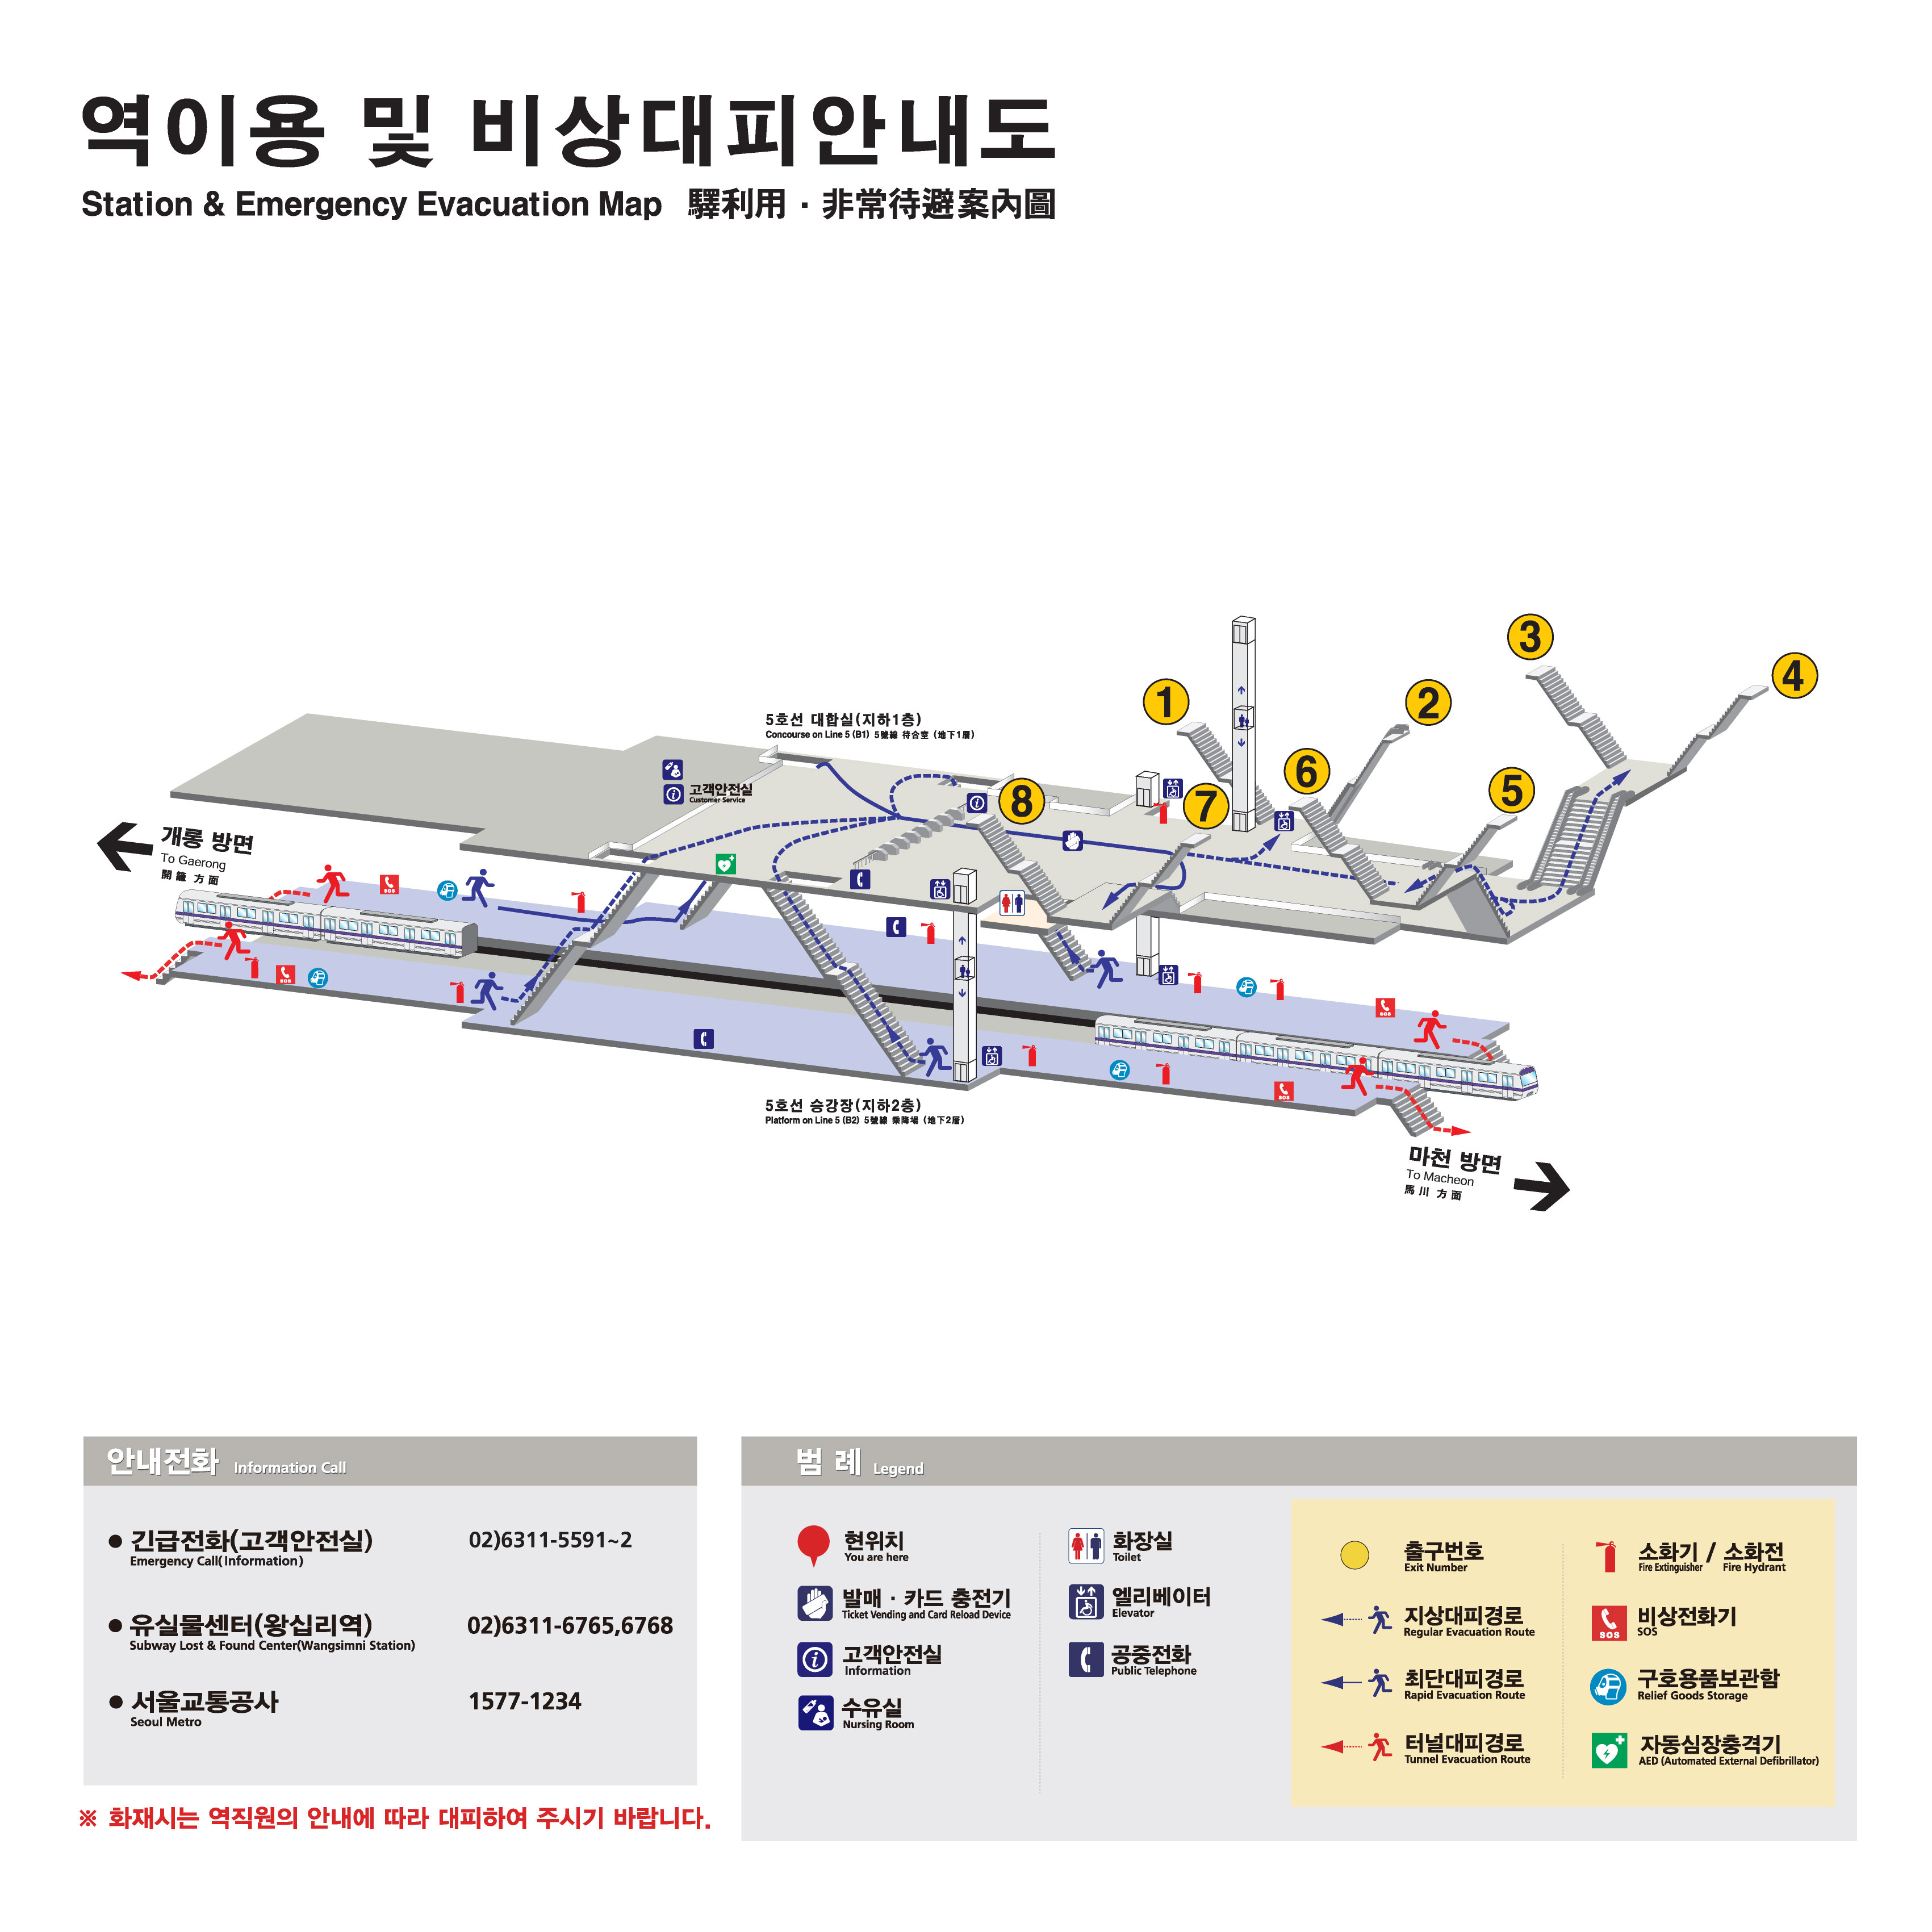 역이용 및 비상대피안내도
Station & Emergency Evacuation Map 驛利用 · 非常待避案內圖
3
4
1
2
5호선 대합실(지하1층)
Concourse on Line 5 (B1) 5號線 待合室 (地下1層)
6
고객안전실
Customer Service
5
8
7
개롱 방면
To Gaerong
開籠 方面
SOS
SOS
SOS
SOS
5호선 승강장(지하2층)
Platform on Line 5 (B2) 5號線 乘降場 (地下2層)
마천 방면
To Macheon
馬川 方面
안내전화 Information Call
긴급전화(고객안전실) 02)6311-5591~2
Emergency Call(Information)
유실물센터(왕십리역) 02)6311-6765,6768
Subway Lost & Found Center(Wangsimni Station)
서울교통공사 1577-1234
Seoul Metro
※ 화재시는 역직원의 안내에 따라 대피하여 주시기 바랍니다.
범 례 Legend
현위치
You are here
발매 · 카드 충전기
Ticket Vending and Card Reload Device
고객안전실
Information
수유실
Nursing Room
화장실
Toilet
엘리베이터
Elevator
공중전화
Public Telephone
출구번호
Exit Number
지상대피경로
Regular Evacuation Route
최단대피경로
Rapid Evacuation Route
터널대피경로
Tunnel Evacuation Route
소화기 / 소화전
Fire Extinguisher Fire Hydrant
SOS
비상전화기
SOS
구호용품보관함
Relief Goods Storage
자동심장충격기
AED (Automated External Defibrillator)